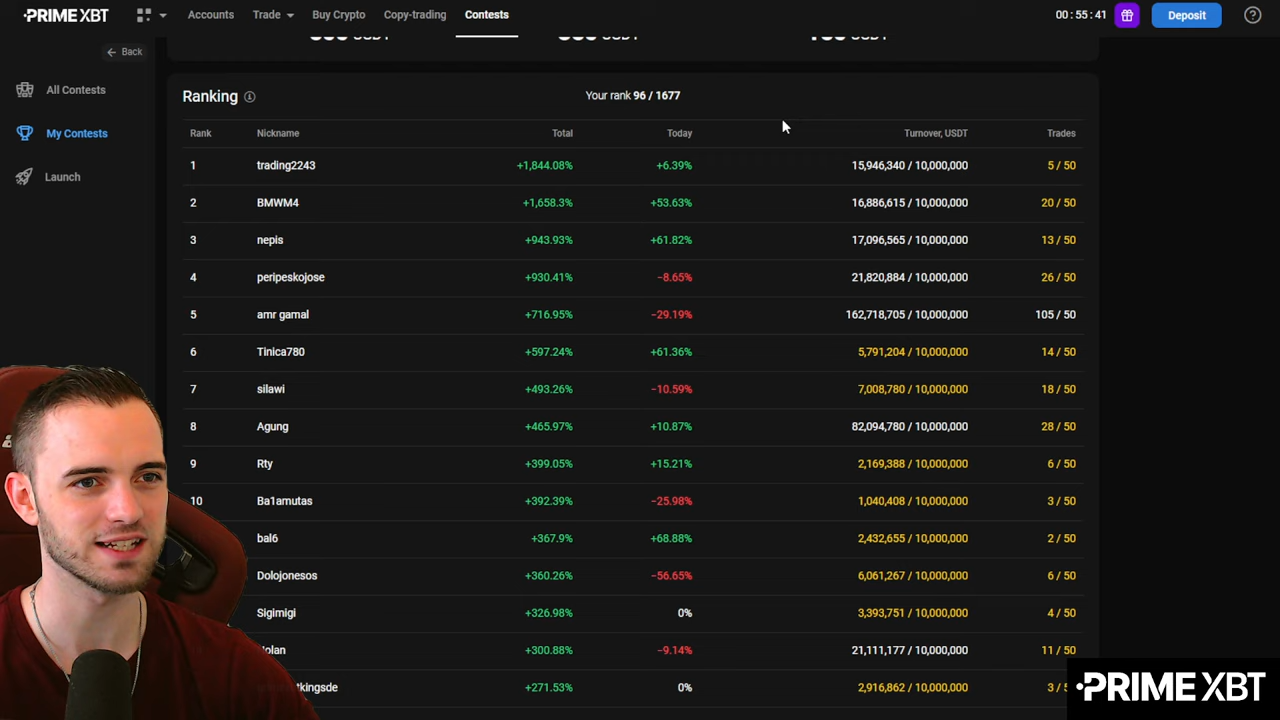 PRIME XBT Accounts Trade Buy Crypto Copy-trading Contests 00 : 55 : 41 Deposit
USDT USDT USDT
Back
All Contests
My Contests
Launch
Ranking Your rank 96 / 1677
Rank Nickname Total Today Turnover, USDT Trades
1 trading2243 +1,844.08% +6.39% 15,946,340 / 10,000,000 5 / 50
2 BMWM4 +1,658.3% +53.63% 16,886,615 / 10,000,000 20 / 50
3 nepis +943.93% +61.82% 17,096,565 / 10,000,000 13 / 50
4 peripeskojose +930.41% −8.65% 21,820,884 / 10,000,000 26 / 50
5 amr gamal +716.95% −29.19% 162,718,705 / 10,000,000 105 / 50
6 Tinica780 +597.24% +61.36% 5,791,204 / 10,000,000 14 / 50
7 silawi +493.26% −10.59% 7,008,780 / 10,000,000 18 / 50
8 Agung +465.97% +10.87% 82,094,780 / 10,000,000 28 / 50
9 Rty +399.05% +15.21% 2,169,388 / 10,000,000 6 / 50
10 Ba1amutas +392.39% −25.98% 1,040,408 / 10,000,000 3 / 50
bal6 +367.9% +68.88% 2,432,655 / 10,000,000 2 / 50
Dolojonesos +360.26% −56.65% 6,061,267 / 10,000,000 6 / 50
Sigimigi +326.98% 0% 3,393,751 / 10,000,000 4 / 50
+300.88% −9.14% 21,111,177 / 10,000,000 11 / 50
+271.53% 0% 2,916,862 / 10,000,000 3 /
PRIME XBT